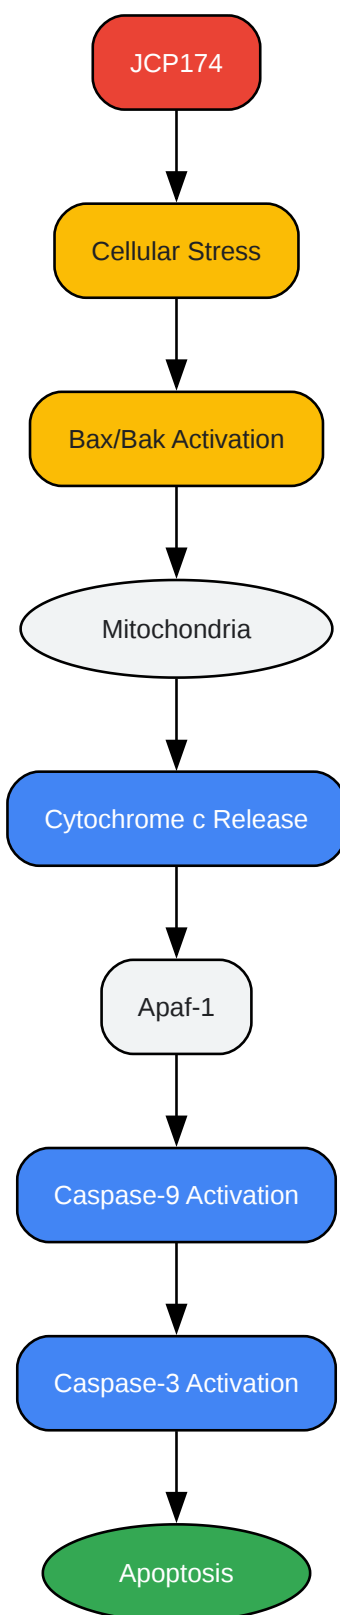 JCP174
Cellular Stress
Bax/Bak Activation
Mitochondria
Cytochrome c Release
Apaf-1
Caspase-9 Activation
Caspase-3 Activation
Apoptosis